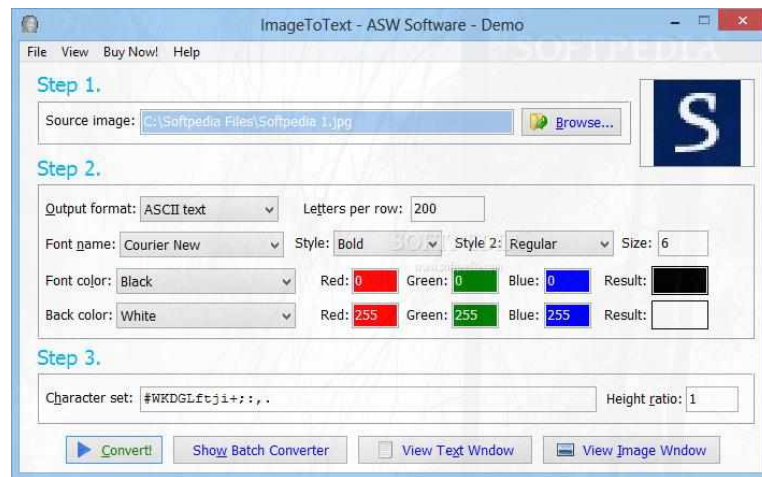 ImageToText - ASW Software - Demo
SOFTPEDIA
File View Buy Now! Help
Step 1.
Source image: C:\Softpedia Files\Softpedia 1.jpg Browse...
S
Step 2.
Output format: ASCII text Letters per row: 200
Font name: Courier New Style: Bold Style 2: Regular Size: 6
SOFTPEDIA
Font color: Black Red: 0 Green: 0 Blue: 0 Result:
Back color: White Red: 255 Green: 255 Blue: 255 Result:
Step 3.
Character set: #WKDGLftji+;:,. Height ratio: 1
Convert! Show Batch Converter View Text Wndow View Image Wndow